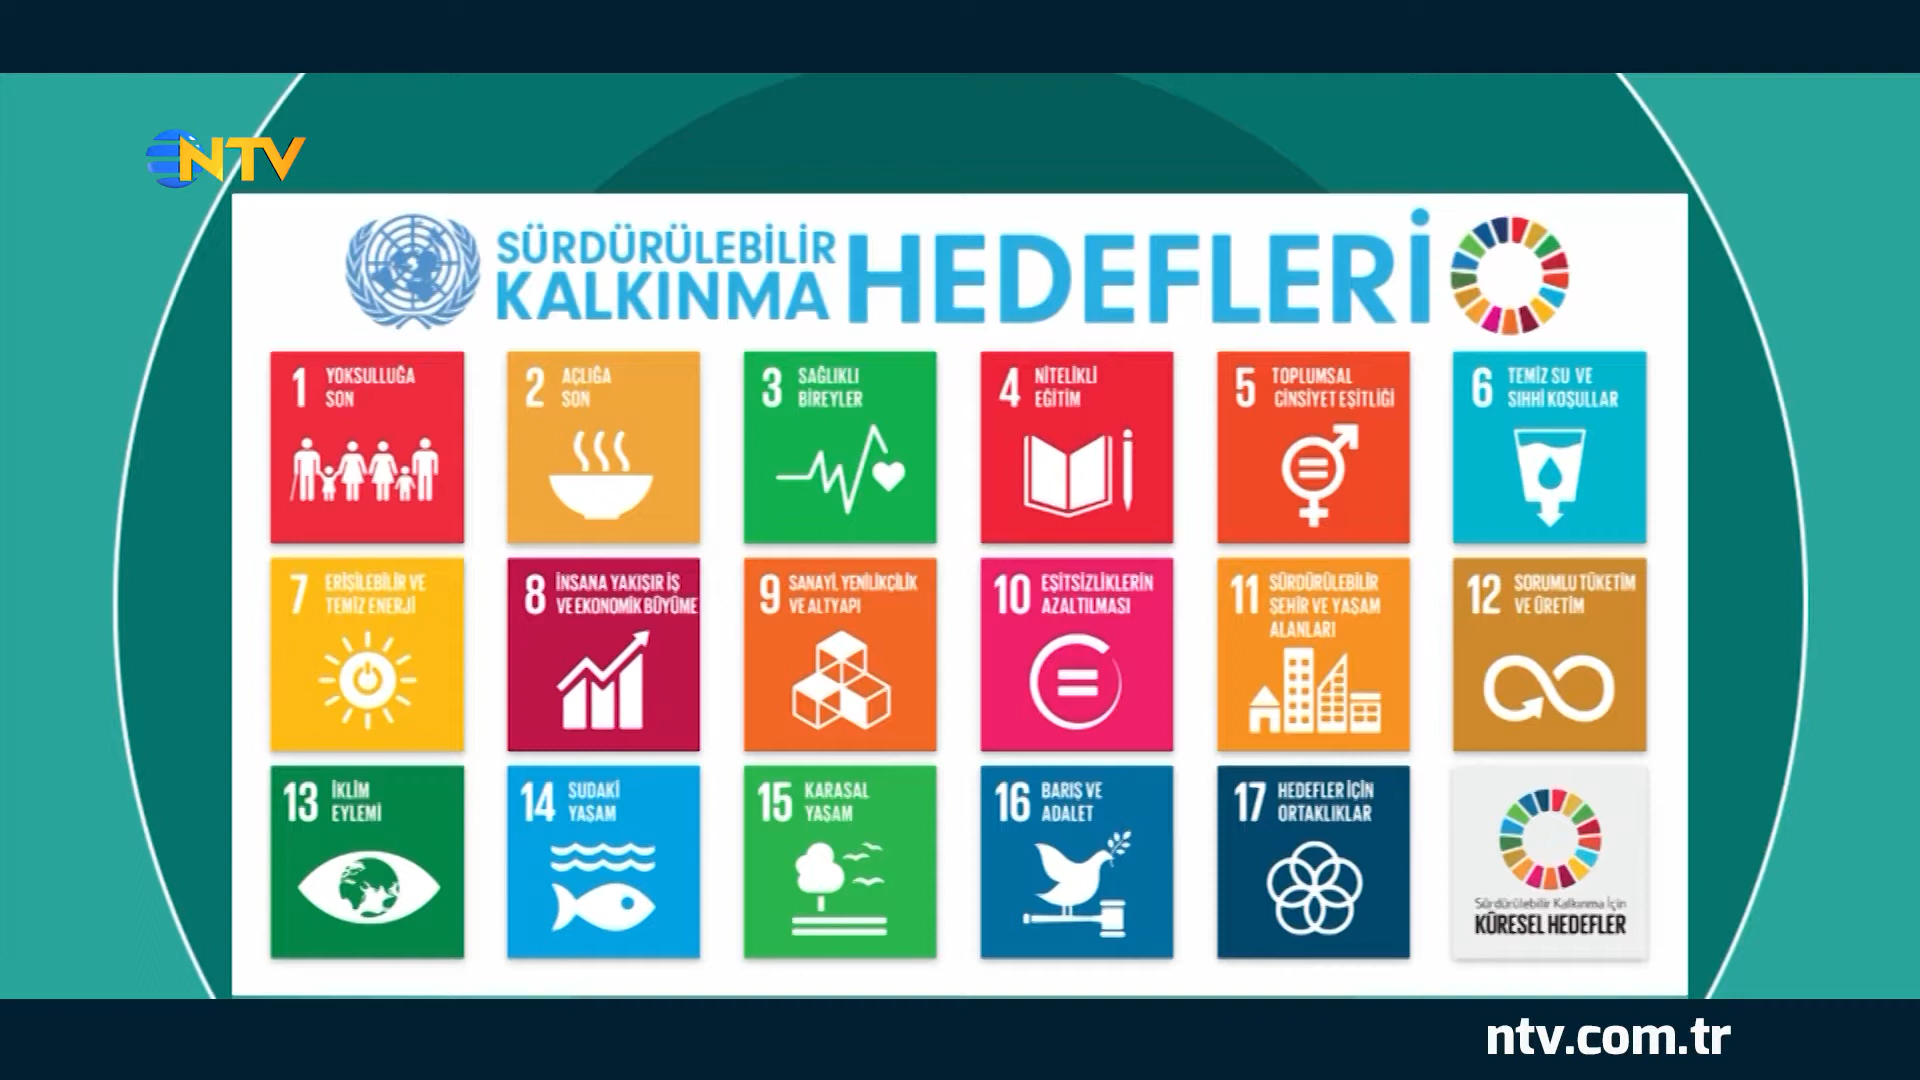 NTV
SÜRDÜRÜLEBİLİR
KALKINMA
HEDEFLERİ
1 YOKSULLUĞA
SON
2 AÇLIĞA
SON
3 SAĞLIKLI
BİREYLER
4 NİTELİKLİ
EĞİTİM
5 TOPLUMSAL
CİNSİYET EŞİTLİĞİ
6 TEMİZ SU VE
SIHHİ KOŞULLAR
7 ERİŞİLEBİLİR VE
TEMİZ ENERJİ
8 İNSANA YAKIŞIR İŞ
VE EKONOMİK BÜYÜME
9 SANAYİ, YENİLİKÇİLİK
VE ALTYAPI
10 EŞİTSİZLİKLERİN
AZALTILMASI
11 SÜRDÜRÜLEBİLİR
ŞEHİR VE YAŞAM
ALANLARI
12 SORUMLU TÜKETİM
VE ÜRETİM
13 İKLİM
EYLEMİ
14 SUDAKİ
YAŞAM
15 KARASAL
YAŞAM
16 BARIŞ VE
ADALET
17 HEDEFLER İÇİN
ORTAKLIKLAR
Sürdürülebilir Kalkınma İçin
KÜRESEL HEDEFLER
ntv.com.tr